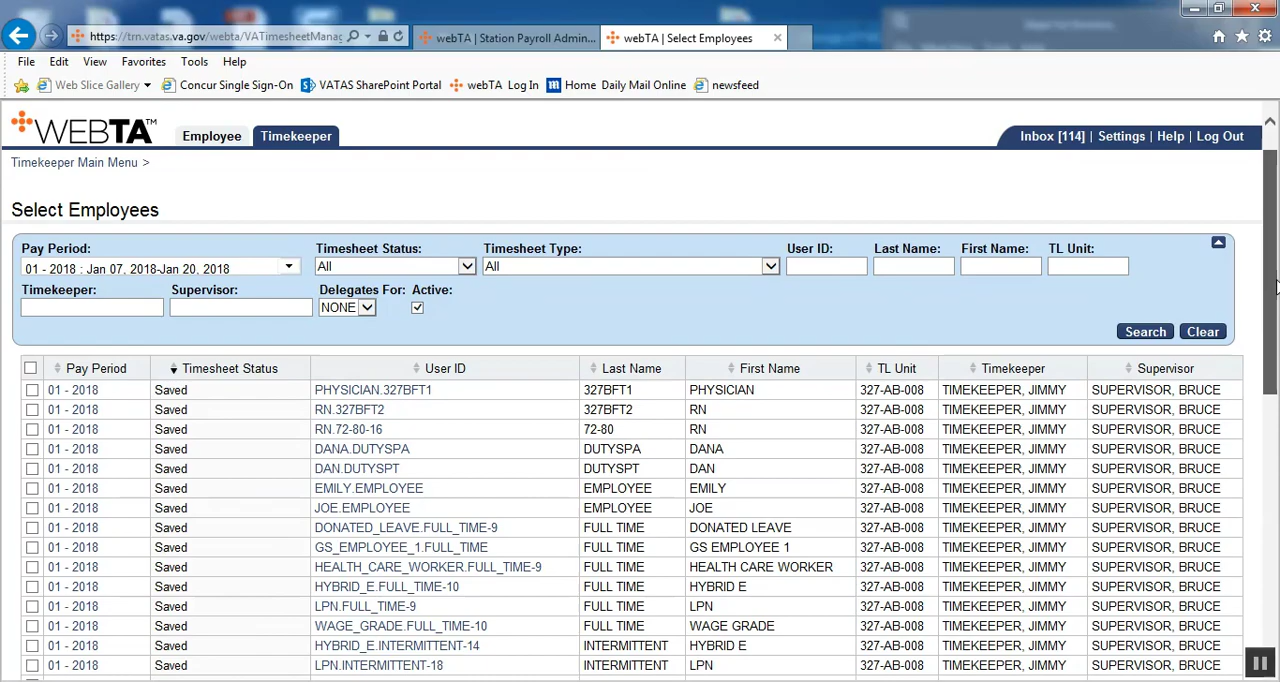 https://trn.vatas.va.gov/webta/VATimesheetManag
webTA | Station Payroll Admin...
webTA | Select Employees
File Edit View Favorites Tools Help
Web Slice Gallery Concur Single Sign-On VATAS SharePoint Portal webTA Log In Home Daily Mail Online newsfeed
WEBTA™ Employee Timekeeper Inbox [114] | Settings | Help | Log Out
Timekeeper Main Menu >
Select Employees
Pay Period: Timesheet Status: Timesheet Type: User ID: Last Name: First Name: TL Unit:
01 - 2018 : Jan 07, 2018-Jan 20, 2018 All All
Timekeeper: Supervisor: Delegates For: Active:
NONE
Search Clear
Pay Period Timesheet Status User ID Last Name First Name TL Unit Timekeeper Supervisor
01 - 2018 Saved PHYSICIAN.327BFT1 327BFT1 PHYSICIAN 327-AB-008 TIMEKEEPER, JIMMY SUPERVISOR, BRUCE
01 - 2018 Saved RN.327BFT2 327BFT2 RN 327-AB-008 TIMEKEEPER, JIMMY SUPERVISOR, BRUCE
01 - 2018 Saved RN.72-80-16 72-80 RN 327-AB-008 TIMEKEEPER, JIMMY SUPERVISOR, BRUCE
01 - 2018 Saved DANA.DUTYSPA DUTYSPA DANA 327-AB-008 TIMEKEEPER, JIMMY SUPERVISOR, BRUCE
01 - 2018 Saved DAN.DUTYSPT DUTYSPT DAN 327-AB-008 TIMEKEEPER, JIMMY SUPERVISOR, BRUCE
01 - 2018 Saved EMILY.EMPLOYEE EMPLOYEE EMILY 327-AB-008 TIMEKEEPER, JIMMY SUPERVISOR, BRUCE
01 - 2018 Saved JOE.EMPLOYEE EMPLOYEE JOE 327-AB-008 TIMEKEEPER, JIMMY SUPERVISOR, BRUCE
01 - 2018 Saved DONATED_LEAVE.FULL_TIME-9 FULL TIME DONATED LEAVE 327-AB-008 TIMEKEEPER, JIMMY SUPERVISOR, BRUCE
01 - 2018 Saved GS_EMPLOYEE_1.FULL_TIME FULL TIME GS EMPLOYEE 1 327-AB-008 TIMEKEEPER, JIMMY SUPERVISOR, BRUCE
01 - 2018 Saved HEALTH_CARE_WORKER.FULL_TIME-9 FULL TIME HEALTH CARE WORKER 327-AB-008 TIMEKEEPER, JIMMY SUPERVISOR, BRUCE
01 - 2018 Saved HYBRID_E.FULL_TIME-10 FULL TIME HYBRID E 327-AB-008 TIMEKEEPER, JIMMY SUPERVISOR, BRUCE
01 - 2018 Saved LPN.FULL_TIME-9 FULL TIME LPN 327-AB-008 TIMEKEEPER, JIMMY SUPERVISOR, BRUCE
01 - 2018 Saved WAGE_GRADE.FULL_TIME-10 FULL TIME WAGE GRADE 327-AB-008 TIMEKEEPER, JIMMY SUPERVISOR, BRUCE
01 - 2018 Saved HYBRID_E.INTERMITTENT-14 INTERMITTENT HYBRID E 327-AB-008 TIMEKEEPER, JIMMY SUPERVISOR, BRUCE
01 - 2018 Saved LPN.INTERMITTENT-18 INTERMITTENT LPN 327-AB-008 TIMEKEEPER, JIMMY SUPERVISOR, BRUCE